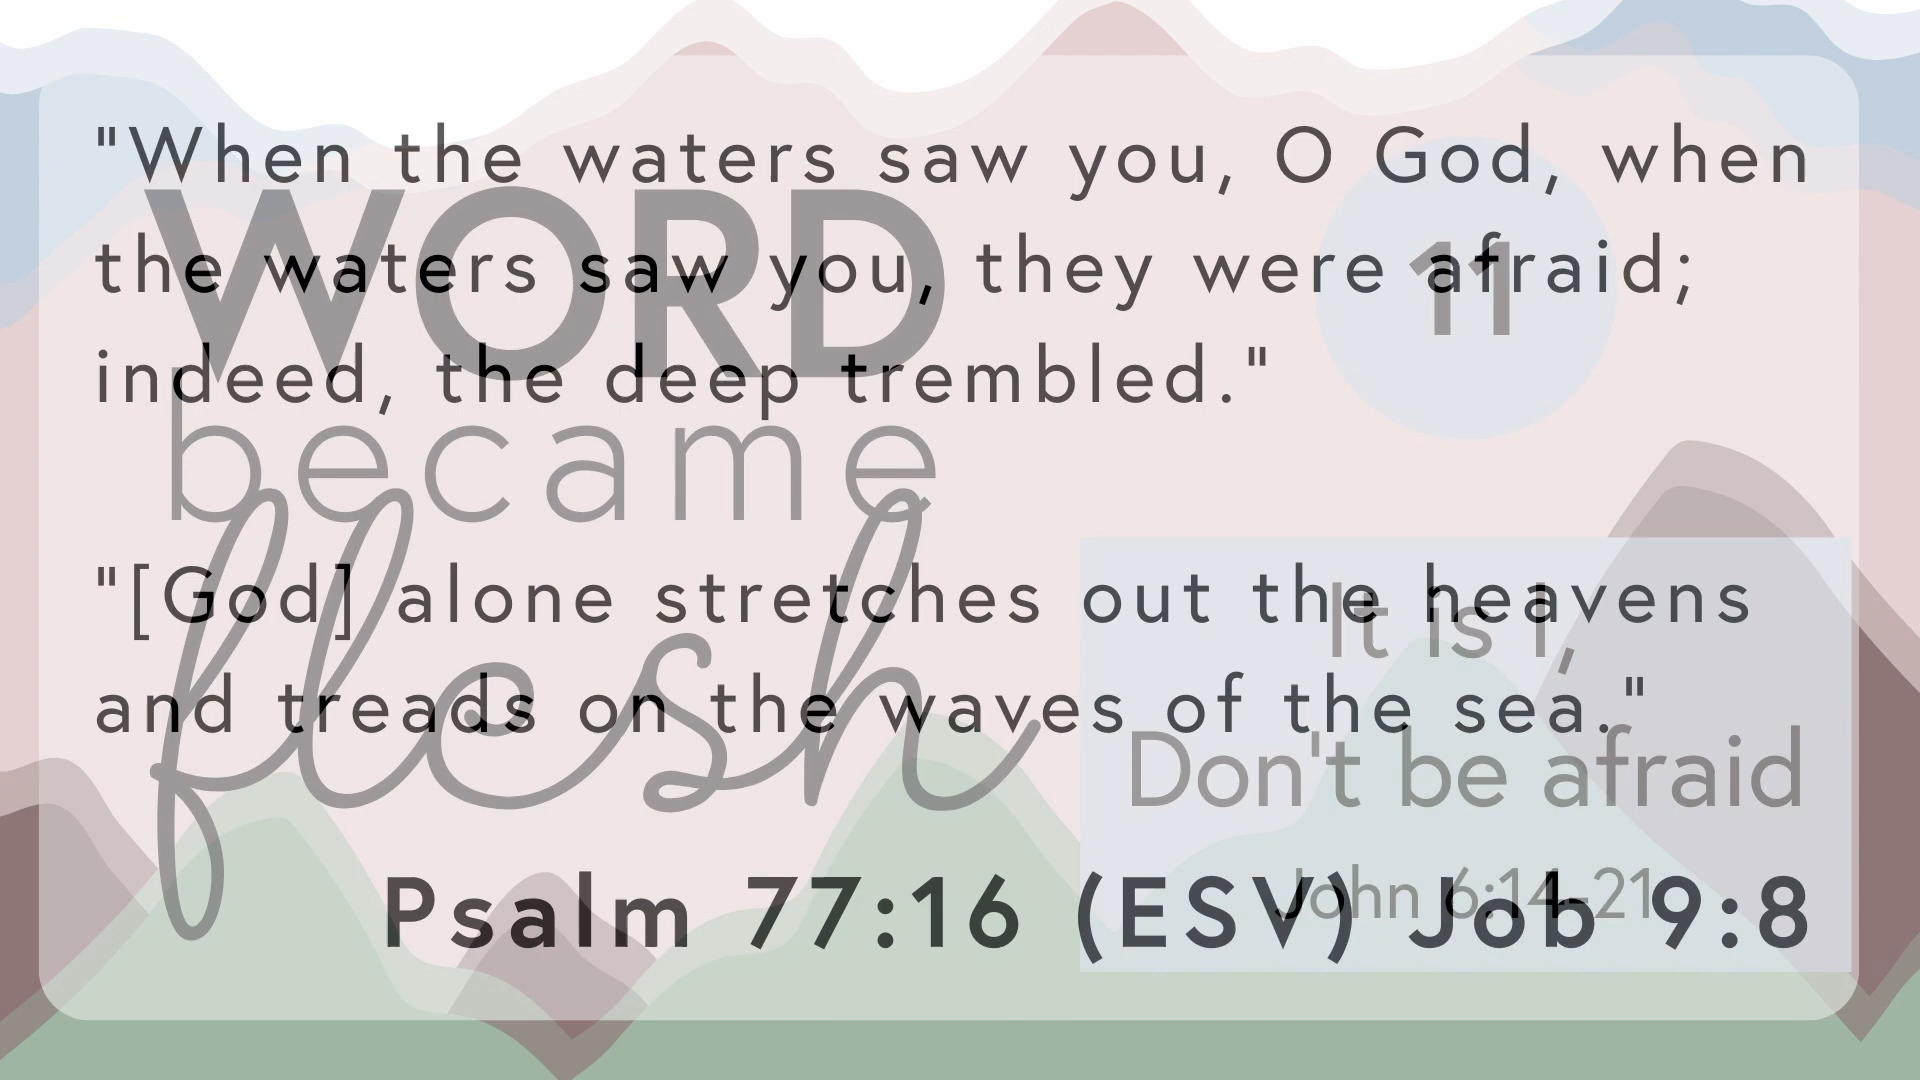 "When the waters saw you, O God, when
the waters saw you, they were afraid;
indeed, the deep trembled."
"[God] alone stretches out the heavens
and treads on the waves of the sea."
Psalm 77:16 (ESV) Job 9:8
WORD
became
flesh
11
It is I,
Don't be afraid
John 6:14-21